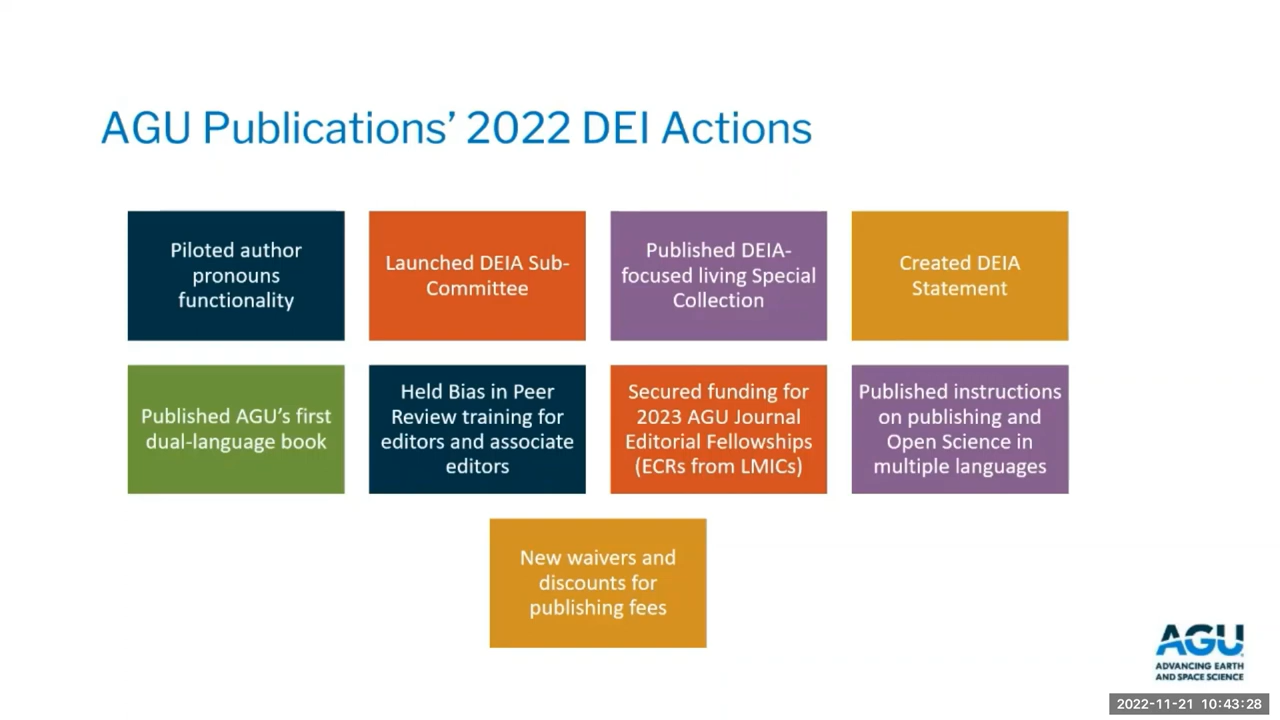 AGU Publications’ 2022 DEI Actions
Piloted author
pronouns
functionality
Launched DEIA Sub-
Committee
Published DEIA-
focused living Special
Collection
Created DEIA
Statement
Published AGU’s first
dual-language book
Held Bias in Peer
Review training for
editors and associate
editors
Secured funding for
2023 AGU Journal
Editorial Fellowships
(ECRs from LMICs)
Published instructions
on publishing and
Open Science in
multiple languages
New waivers and
discounts for
publishing fees
AGU
ADVANCING EARTH
AND SPACE SCIENCE
2022-11-21 10:43:28